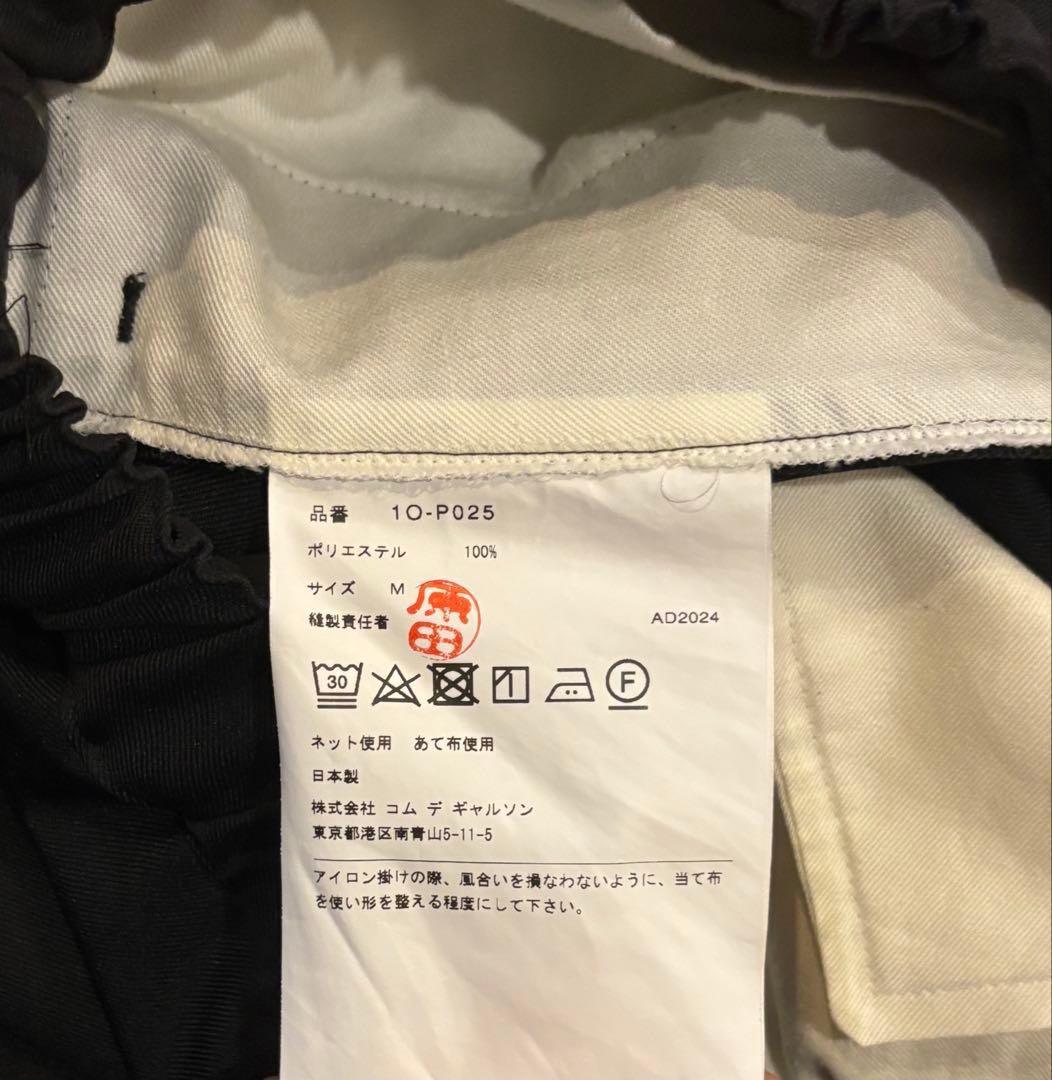 品番 1O-P025
ポリエステル 100%
サイズ M
縫製責任者 AD2024
30 F
ネット使用 あて布使用
日本製
株式会社 コム デ ギャルソン
東京都港区南青山5-11-5
アイロン掛けの際、風合いを損なわないように、当て布
を使い形を整える程度にして下さい。